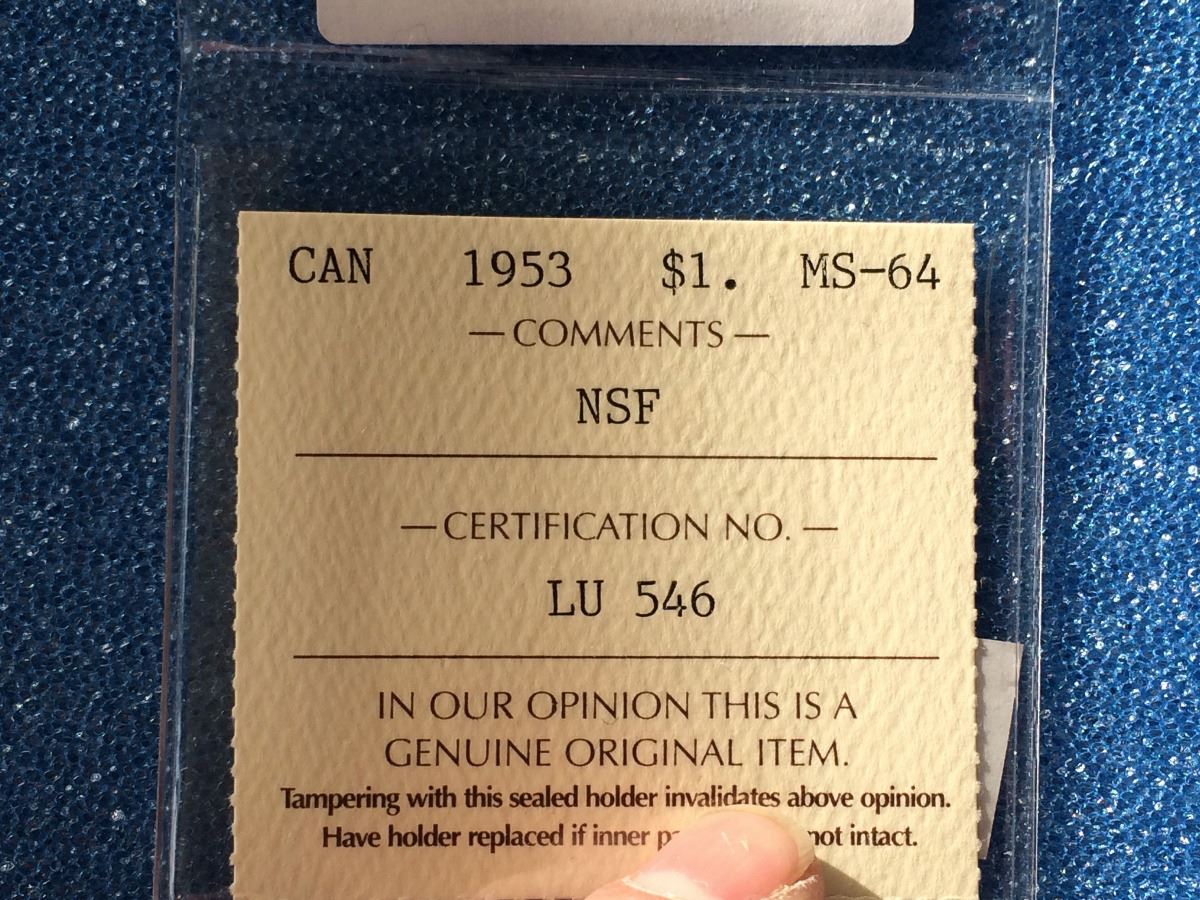 CAN 1953 $1. MS-64
— COMMENTS —
NSF
— CERTIFICATION NO. —
LU 546
IN OUR OPINION THIS IS A
GENUINE ORIGINAL ITEM.
Tampering with this sealed holder invalidates above opinion.
Have holder replaced if inner not intact.